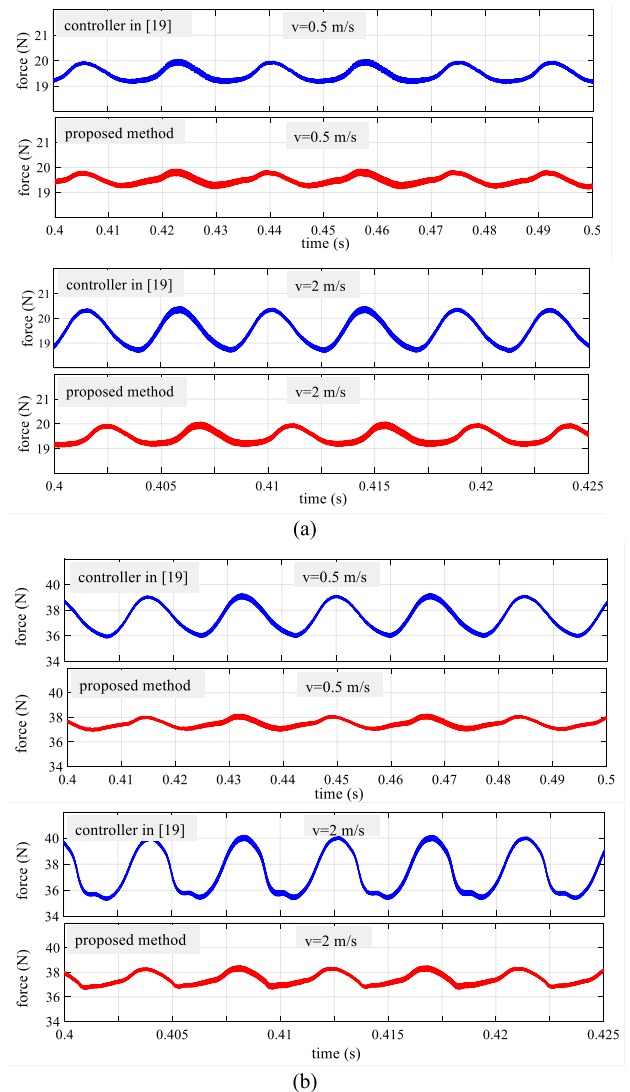 controller in [19] v=0.5 m/s
force (N)
21
20
19
proposed method v=0.5 m/s
force (N)
21
20
19
0.4 0.41 0.42 0.43 0.44 0.45 0.46 0.47 0.48 0.49 0.5
time (s)
controller in [19] v=2 m/s
force (N)
21
20
19
proposed method v=2 m/s
force (N)
21
20
19
0.4 0.405 0.41 0.415 0.42 0.425
time (s)
(a)
controller in [19] v=0.5 m/s
force (N)
40
38
36
34
proposed method v=0.5 m/s
force (N)
40
38
36
34
0.4 0.41 0.42 0.43 0.44 0.45 0.46 0.47 0.48 0.49 0.5
time (s)
controller in [19] v=2 m/s
force (N)
40
38
36
34
proposed method v=2 m/s
force (N)
40
38
36
34
0.4 0.405 0.41 0.415 0.42 0.425
time (s)
(b)